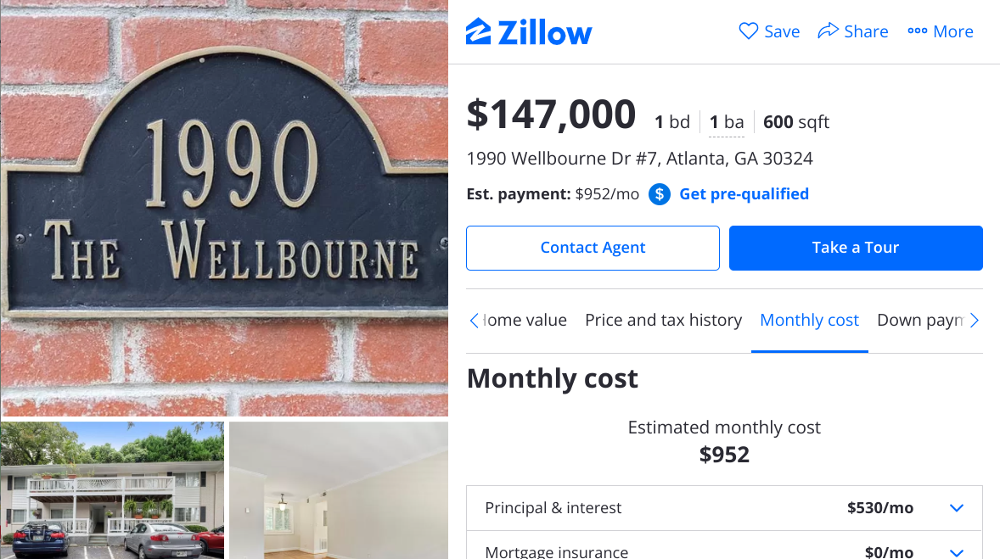 1990
THE WELLBOURNE
Zillow
Save
Share
More
$147,000 1 bd 1 ba 600 sqft
1990 Wellbourne Dr #7, Atlanta, GA 30324
Est. payment: $952/mo $ Get pre-qualified
Contact Agent
Take a Tour
ome value Price and tax history Monthly cost Down paym
Monthly cost
Estimated monthly cost
$952
Principal & interest $530/mo
Mortgage insurance $0/mo